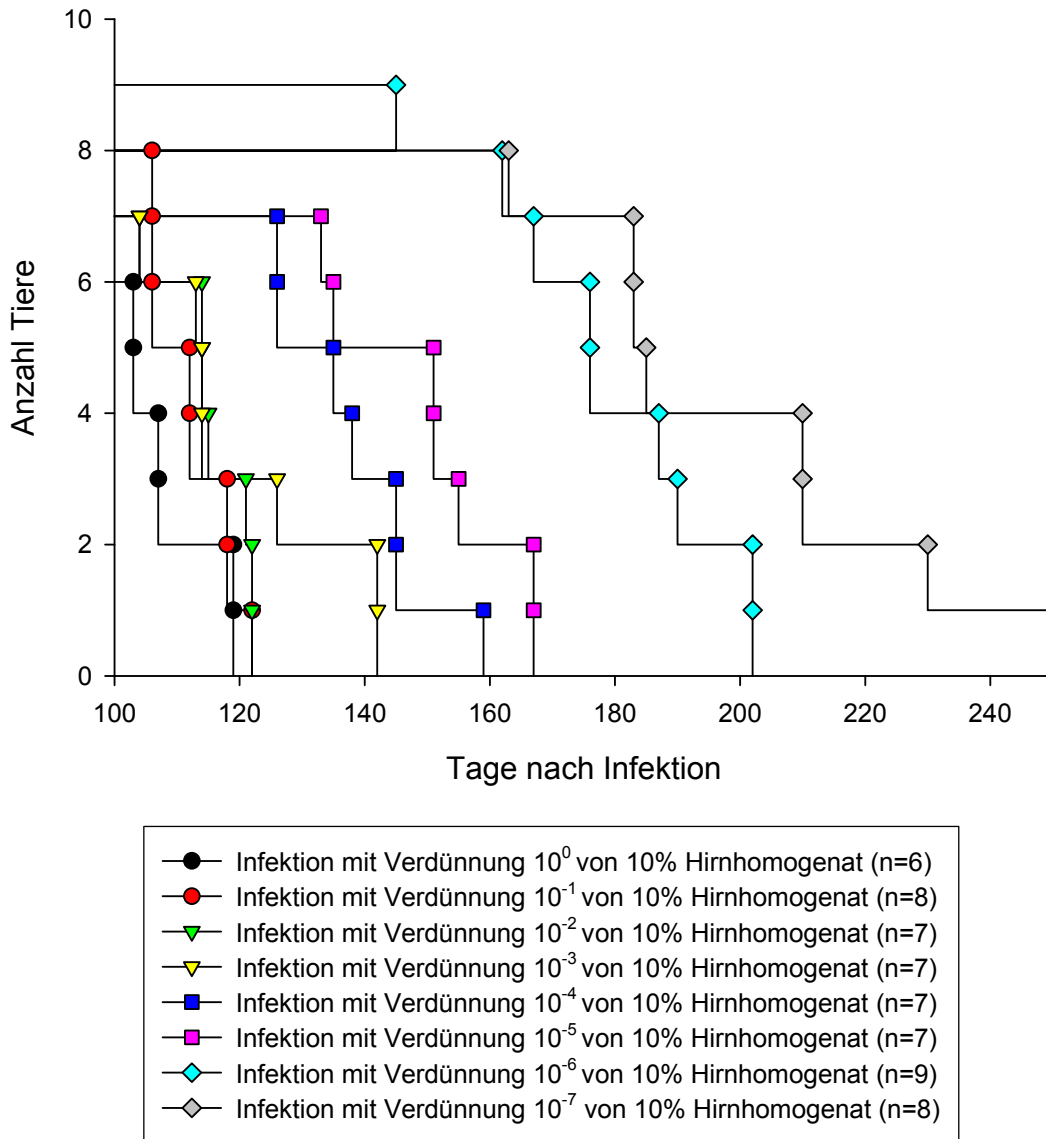 10
8
6
4
2
0
Anzahl Tiere
100 120 140 160 180 200 220 240
Tage nach Infektion
Infektion mit Verdünnung 10⁰ von 10% Hirnhomogenat (n=6)
Infektion mit Verdünnung 10⁻¹ von 10% Hirnhomogenat (n=8)
Infektion mit Verdünnung 10⁻² von 10% Hirnhomogenat (n=7)
Infektion mit Verdünnung 10⁻³ von 10% Hirnhomogenat (n=7)
Infektion mit Verdünnung 10⁻⁴ von 10% Hirnhomogenat (n=7)
Infektion mit Verdünnung 10⁻⁵ von 10% Hirnhomogenat (n=7)
Infektion mit Verdünnung 10⁻⁶ von 10% Hirnhomogenat (n=9)
Infektion mit Verdünnung 10⁻⁷ von 10% Hirnhomogenat (n=8)